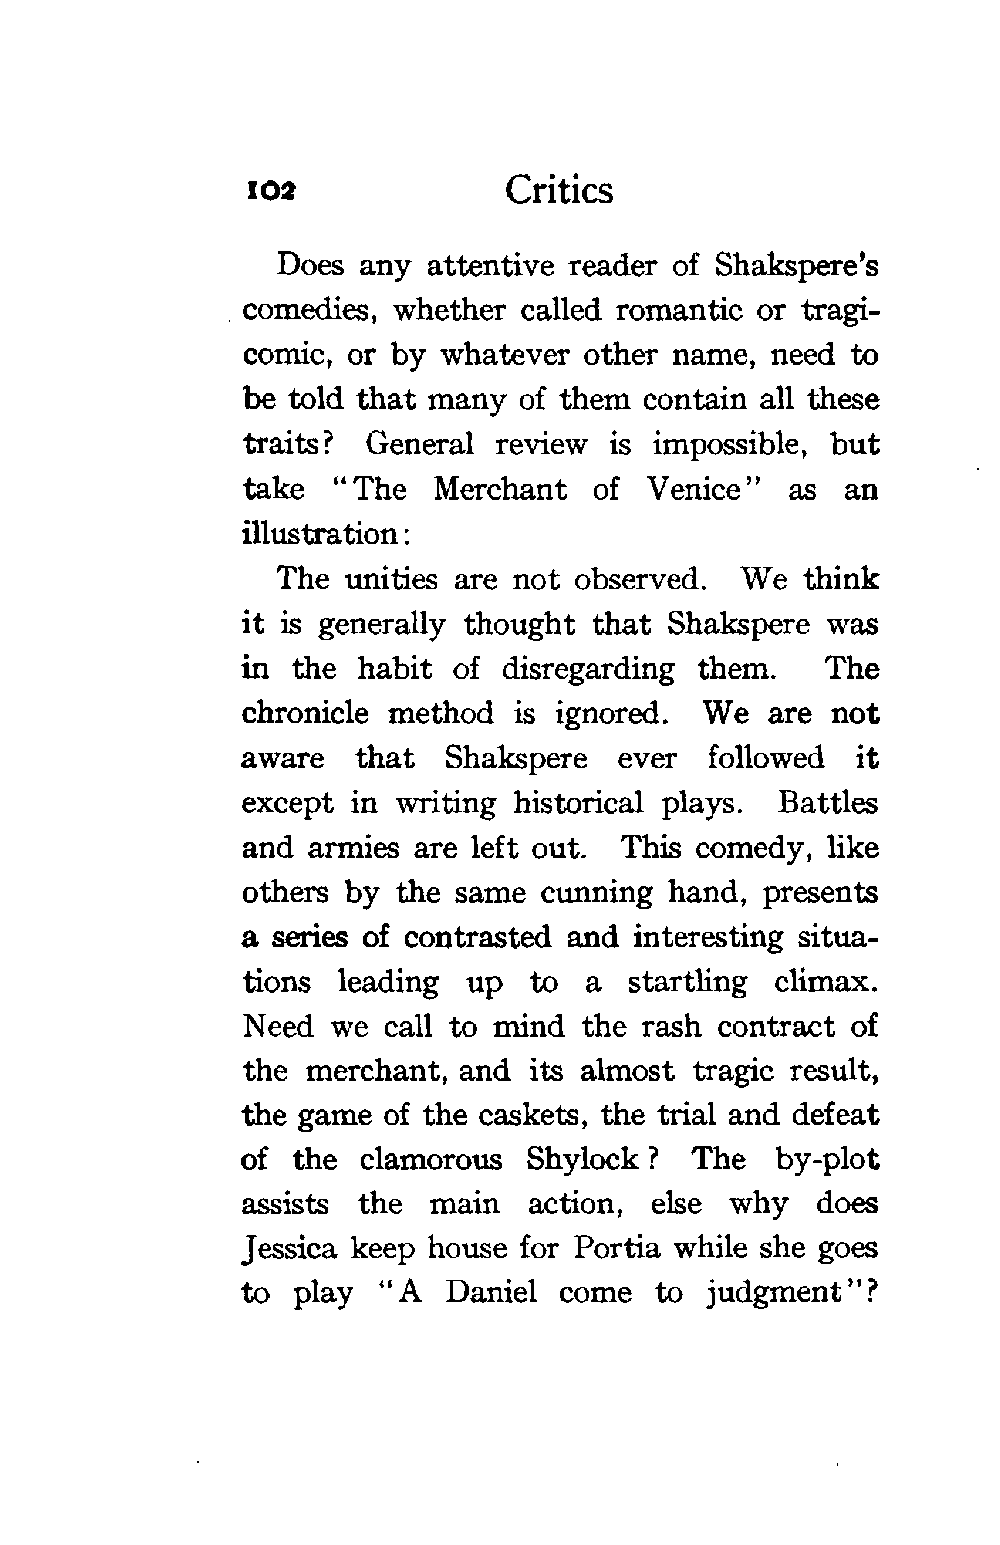 102 Critics
Does any attentive reader of Shakspere's
comedies, whether called romantic or tragi-
comic, or by whatever other name, need to
be told that many of them contain all these
traits? General review is impossible, but
take "The Merchant of Venice" as an
illustration:
The unities are not observed. We think
it is generally thought that Shakspere was
in the habit of disregarding them. The
chronicle method is ignored. We are not
aware that Shakspere ever followed it
except in writing historical plays. Battles
and armies are left out. This comedy, like
others by the same cunning hand, presents
a series of contrasted and interesting situa-
tions leading up to a startling climax.
Need we call to mind the rash contract of
the merchant, and its almost tragic result,
the game of the caskets, the trial and defeat
of the clamorous Shylock? The by-plot
assists the main action, else why does
Jessica keep house for Portia while she goes
to play "A Daniel come to judgment"?